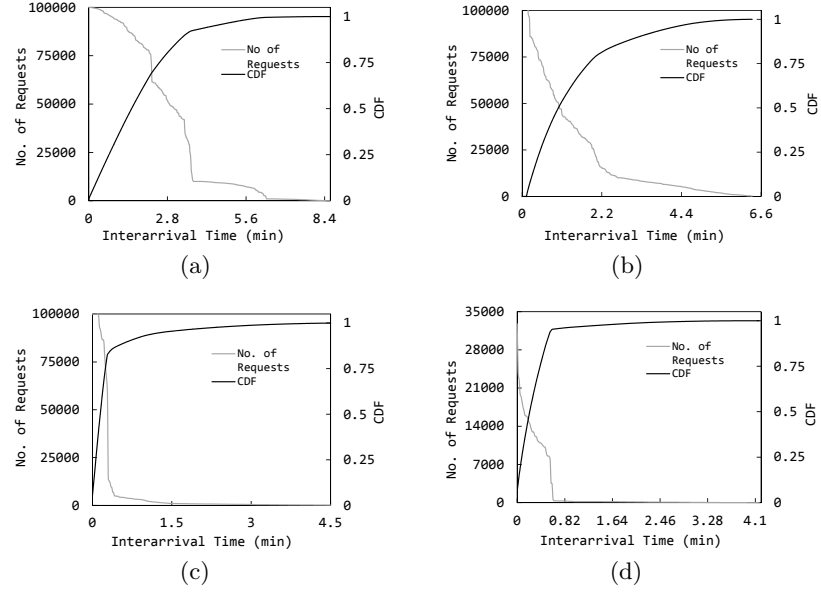 100000
75000
50000
25000
0
No. of Requests
No of
Requests
CDF
1
0.75
0.5
0.25
0
CDF
0 2.8 5.6 8.4
Interarrival Time (min)
(a)
100000
75000
50000
25000
0
No. of Requests
No of
Requests
CDF
1
0.75
0.5
0.25
0
CDF
0 2.2 4.4 6.6
Interarrival Time (min)
(b)
100000
75000
50000
25000
0
No. of Requests
No. of
Requests
CDF
1
0.75
0.5
0.25
0
CDF
0 1.5 3 4.5
Interarrival Time (min)
(c)
35000
28000
21000
14000
7000
0
No. of Requests
No. of
Requests
CDF
1
0.75
0.5
0.25
0
CDF
0 0.82 1.64 2.46 3.28 4.1
Interarrival Time (min)
(d)